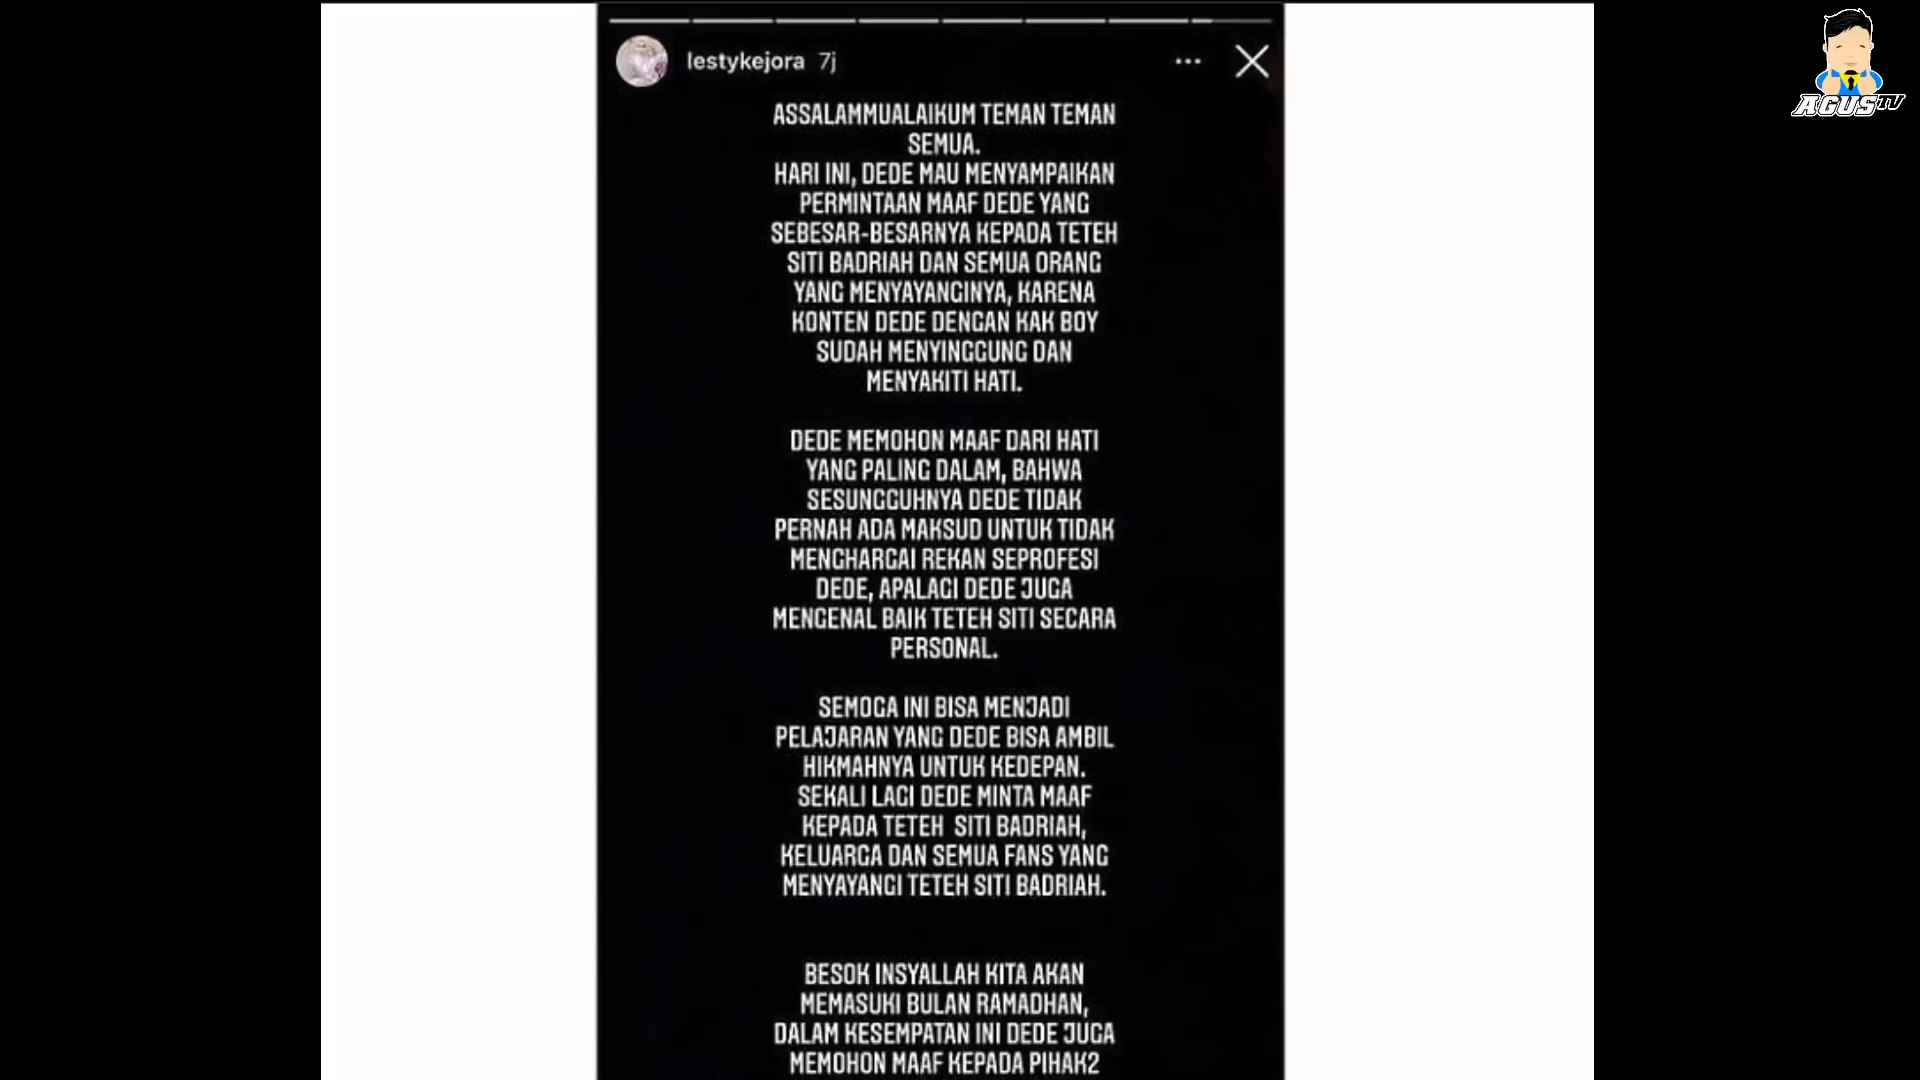 lestykejora 7j
AGUSTV
ASSALAMMUALAIKUM TEMAN TEMAN
SEMUA.
HARI INI, DEDE MAU MENYAMPAIKAN
PERMINTAAN MAAF DEDE YANG
SEBESAR-BESARNYA KEPADA TETEH
SITI BADRIAH DAN SEMUA ORANG
YANG MENYAYANGINYA, KARENA
KONTEN DEDE DENGAN KAK BOY
SUDAH MENYINGGUNG DAN
MENYAKITI HATI.
DEDE MEMOHON MAAF DARI HATI
YANG PALING DALAM, BAHWA
SESUNGGUHNYA DEDE TIDAK
PERNAH ADA MAKSUD UNTUK TIDAK
MENGHARGAI REKAN SEPROFESI
DEDE, APALAGI DEDE JUGA
MENGENAL BAIK TETEH SITI SECARA
PERSONAL.
SEMOGA INI BISA MENJADI
PELAJARAN YANG DEDE BISA AMBIL
HIKMAHNYA UNTUK KEDEPAN.
SEKALI LAGI DEDE MINTA MAAF
KEPADA TETEH SITI BADRIAH,
KELUARGA DAN SEMUA FANS YANG
MENYAYANGI TETEH SITI BADRIAH.
BESOK INSYALLAH KITA AKAN
MEMASUKI BULAN RAMADHAN,
DALAM KESEMPATAN INI DEDE JUGA
MEMOHON MAAF KEPADA PIHAK2